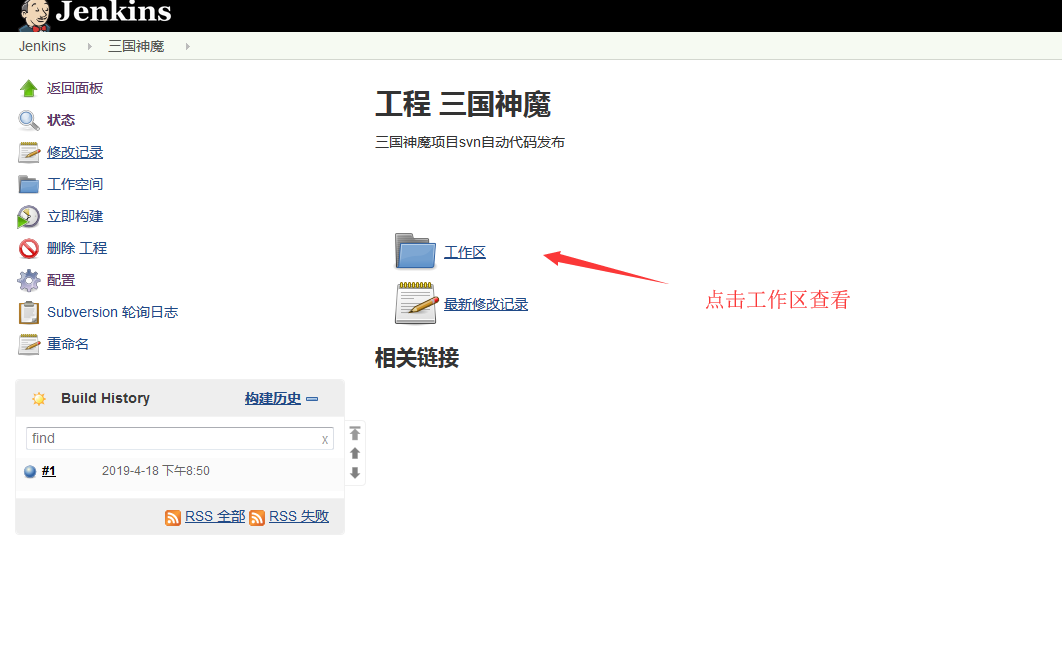 Jenkins
Jenkins 三国神魔
返回面板
状态
修改记录
工作空间
立即构建
删除 工程
配置
Subversion 轮询日志
重命名
Build History 构建历史
find x
#1 2019-4-18 下午8:50
RSS 全部 RSS 失败
工程 三国神魔
三国神魔项目svn自动代码发布
工作区
点击工作区查看
最新修改记录
相关链接